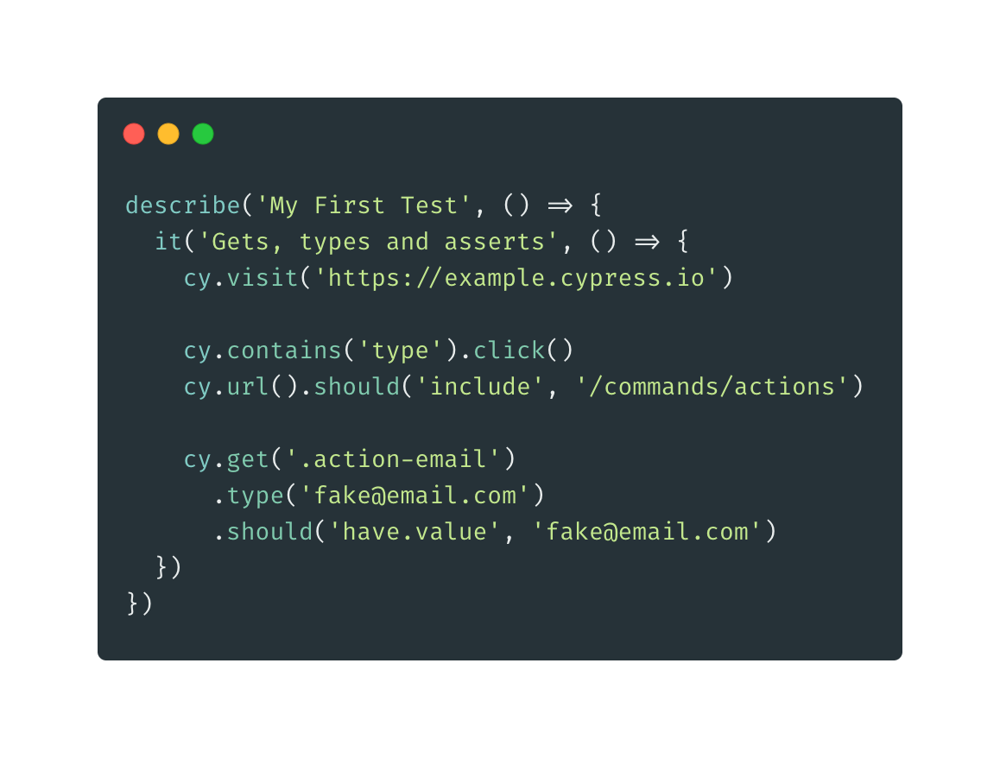 describe('My First Test', () => {
  it('Gets, types and asserts', () => {
    cy.visit('https://example.cypress.io')
    cy.contains('type').click()
    cy.url().should('include', '/commands/actions')
    cy.get('.action-email')
      .type('fake@email.com')
      .should('have.value', 'fake@email.com')
  })
})